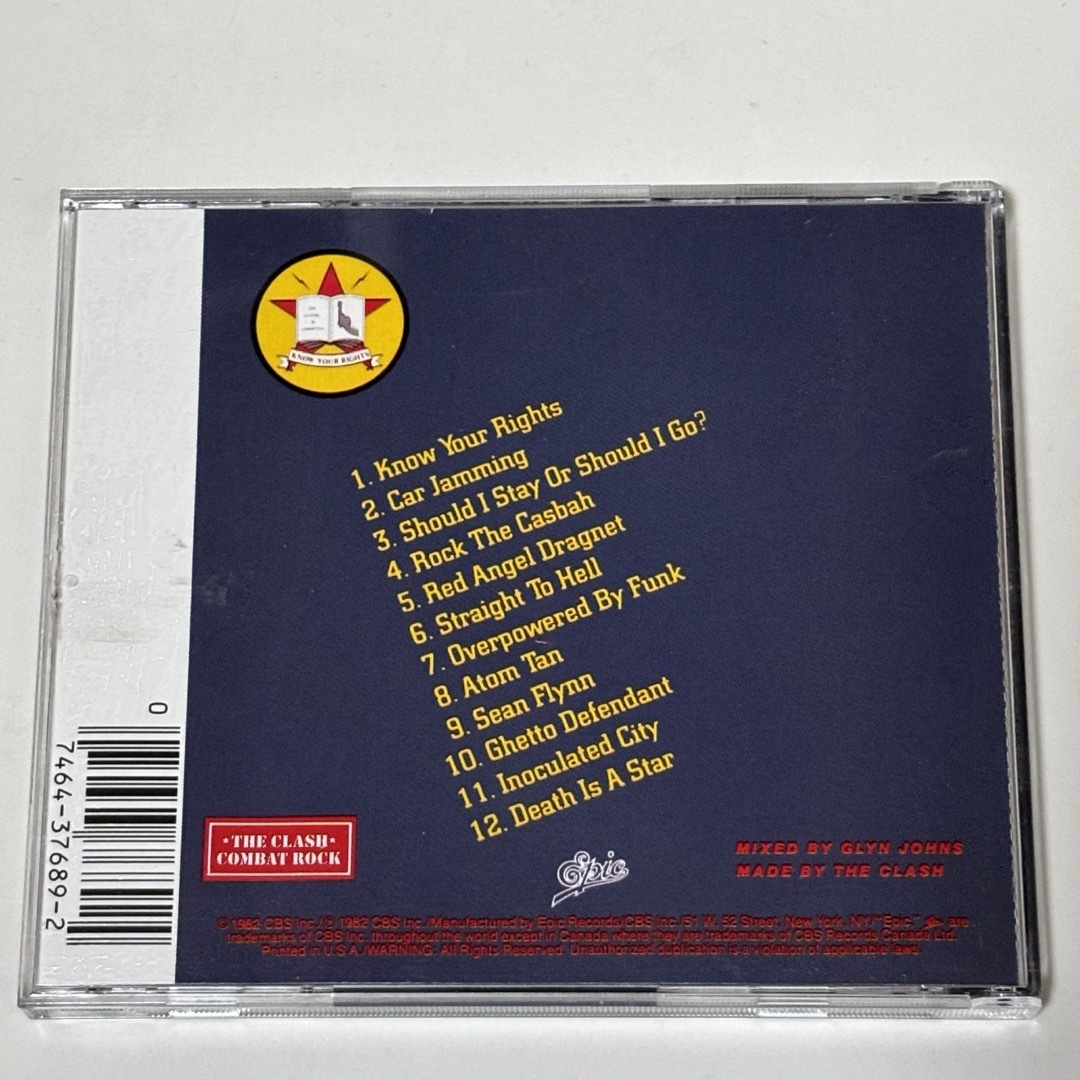 KNOW YOUR RIGHTS
1. Know Your Rights
2. Car Jamming
3. Should I Stay Or Should I Go?
4. Rock The Casbah
5. Red Angel Dragnet
6. Straight To Hell
7. Overpowered By Funk
8. Atom Tan
9. Sean Flynn
10. Ghetto Defendant
11. Inoculated City
12. Death Is A Star
0
7464-37689-2
★THE CLASH★
COMBAT ROCK
Epic
MIXED BY GLYN JOHNS
MADE BY THE CLASH
© 1982 CBS Inc./℗ 1982 CBS Inc./Manufactured by Epic Records/CBS Inc./51 W. 52 Street, New York, NY/"Epic," are
trademarks of CBS Inc. throughout the world except in Canada where they are trademarks of CBS Records Canada Ltd.
Printed in U.S.A./WARNING: All Rights Reserved. Unauthorized duplication is a violation of applicable laws.